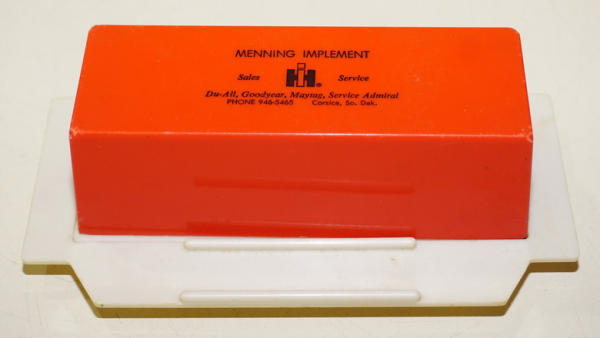 MENNING IMPLEMENT
Sales IH® Service
Du-All, Goodyear, Maytag, Service Admiral
PHONE 946-5465 Corsica, So. Dak.